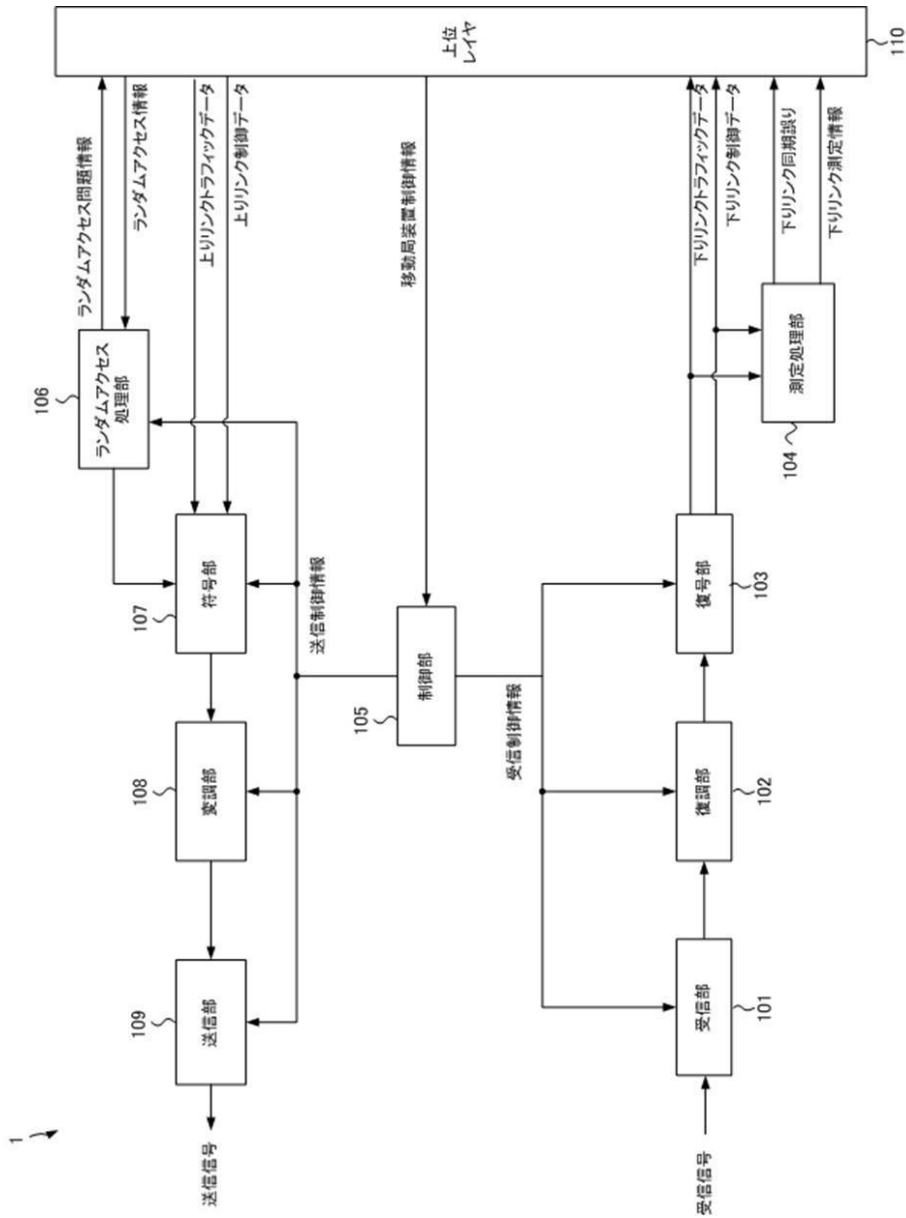 1
送信信号
109
送信部
108
変調部
107
符号部
106
ランダムアクセス
処理部
ランダムアクセス問題情報
ランダムアクセス情報
上りリンクトラフィックデータ
上りリンク制御データ
送信制御情報
105
制御部
移動局装置制御情報
受信制御情報
受信信号
受信部
101
復調部
102
復号部
103
測定処理部
104
下りリンクトラフィックデータ
下りリンク制御データ
下りリンク同期誤り
下りリンク測定情報
上位
レイヤ
110